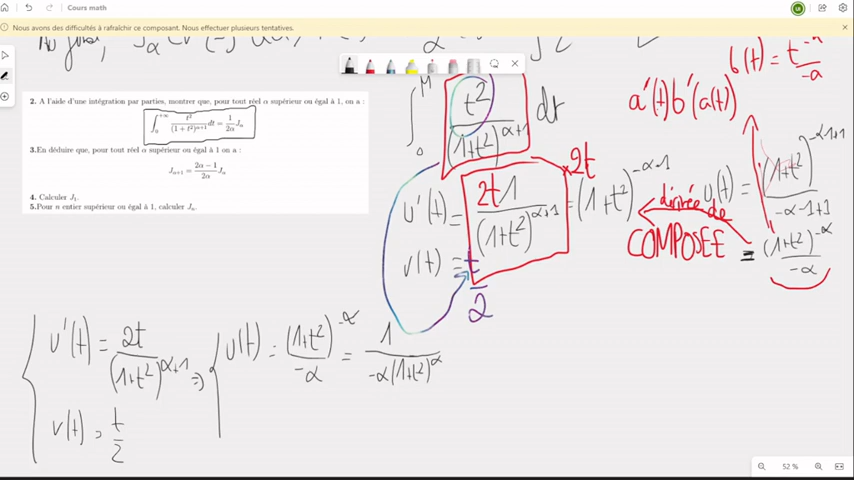 Cours math
UI
Nous avons des difficultés à rafraîchir ce composant. Nous effectuer plusieurs tentatives.
2. A l'aide d'une intégration par parties, montrer que, pour tout réel α supérieur ou égal à 1, on a :
∫₀^{+∞} t²/(1+t²)^{α+1} dt = 1/(2α) J_α
3.En déduire que, pour tout réel α supérieur ou égal à 1 on a :
J_{α+1} = (2α−1)/(2α) J_α
4. Calculer J₁.
5.Pour n entier supérieur ou égal à 1, calculer J_n.
∫₀^M t²/(1+t²)^{α+1} dt
b(t) = t^{-a}/-a
a'(t)b'(a(t))
u'(t) = 2t1/(1+t²)^{α+1} = (1+t²)^{-α-1}
×2t
v(t) = t/2
u(t) = (1+t²)^{-α-1+1}/(-α-1+1)
= (1+t²)^{-α}/-α
dérivée de
COMPOSÉE
u'(t) = 2t/(1+t²)^{α+1} ⇒ u(t) = (1+t²)^{-α}/-α = 1/(-α(1+t²)^α)
v(t) = t/2
52 %